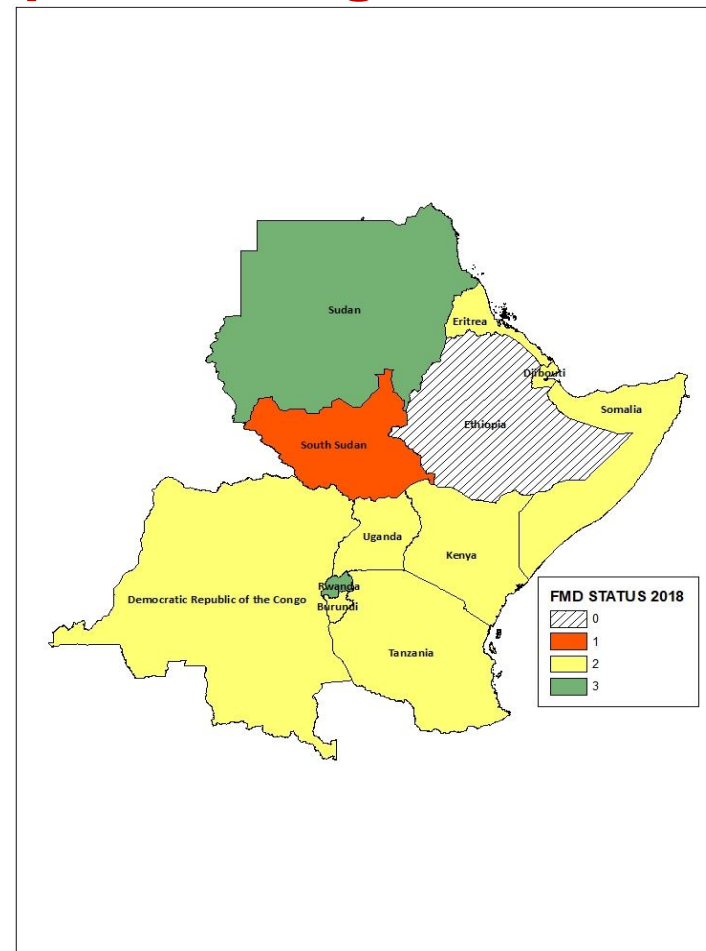 Sudan
Eritrea
Djibouti
Somalia
Ethiopia
South Sudan
Uganda
Kenya
Rwanda
Democratic Republic of the Congo
Burundi
Tanzania
FMD STATUS 2018
0
1
2
3